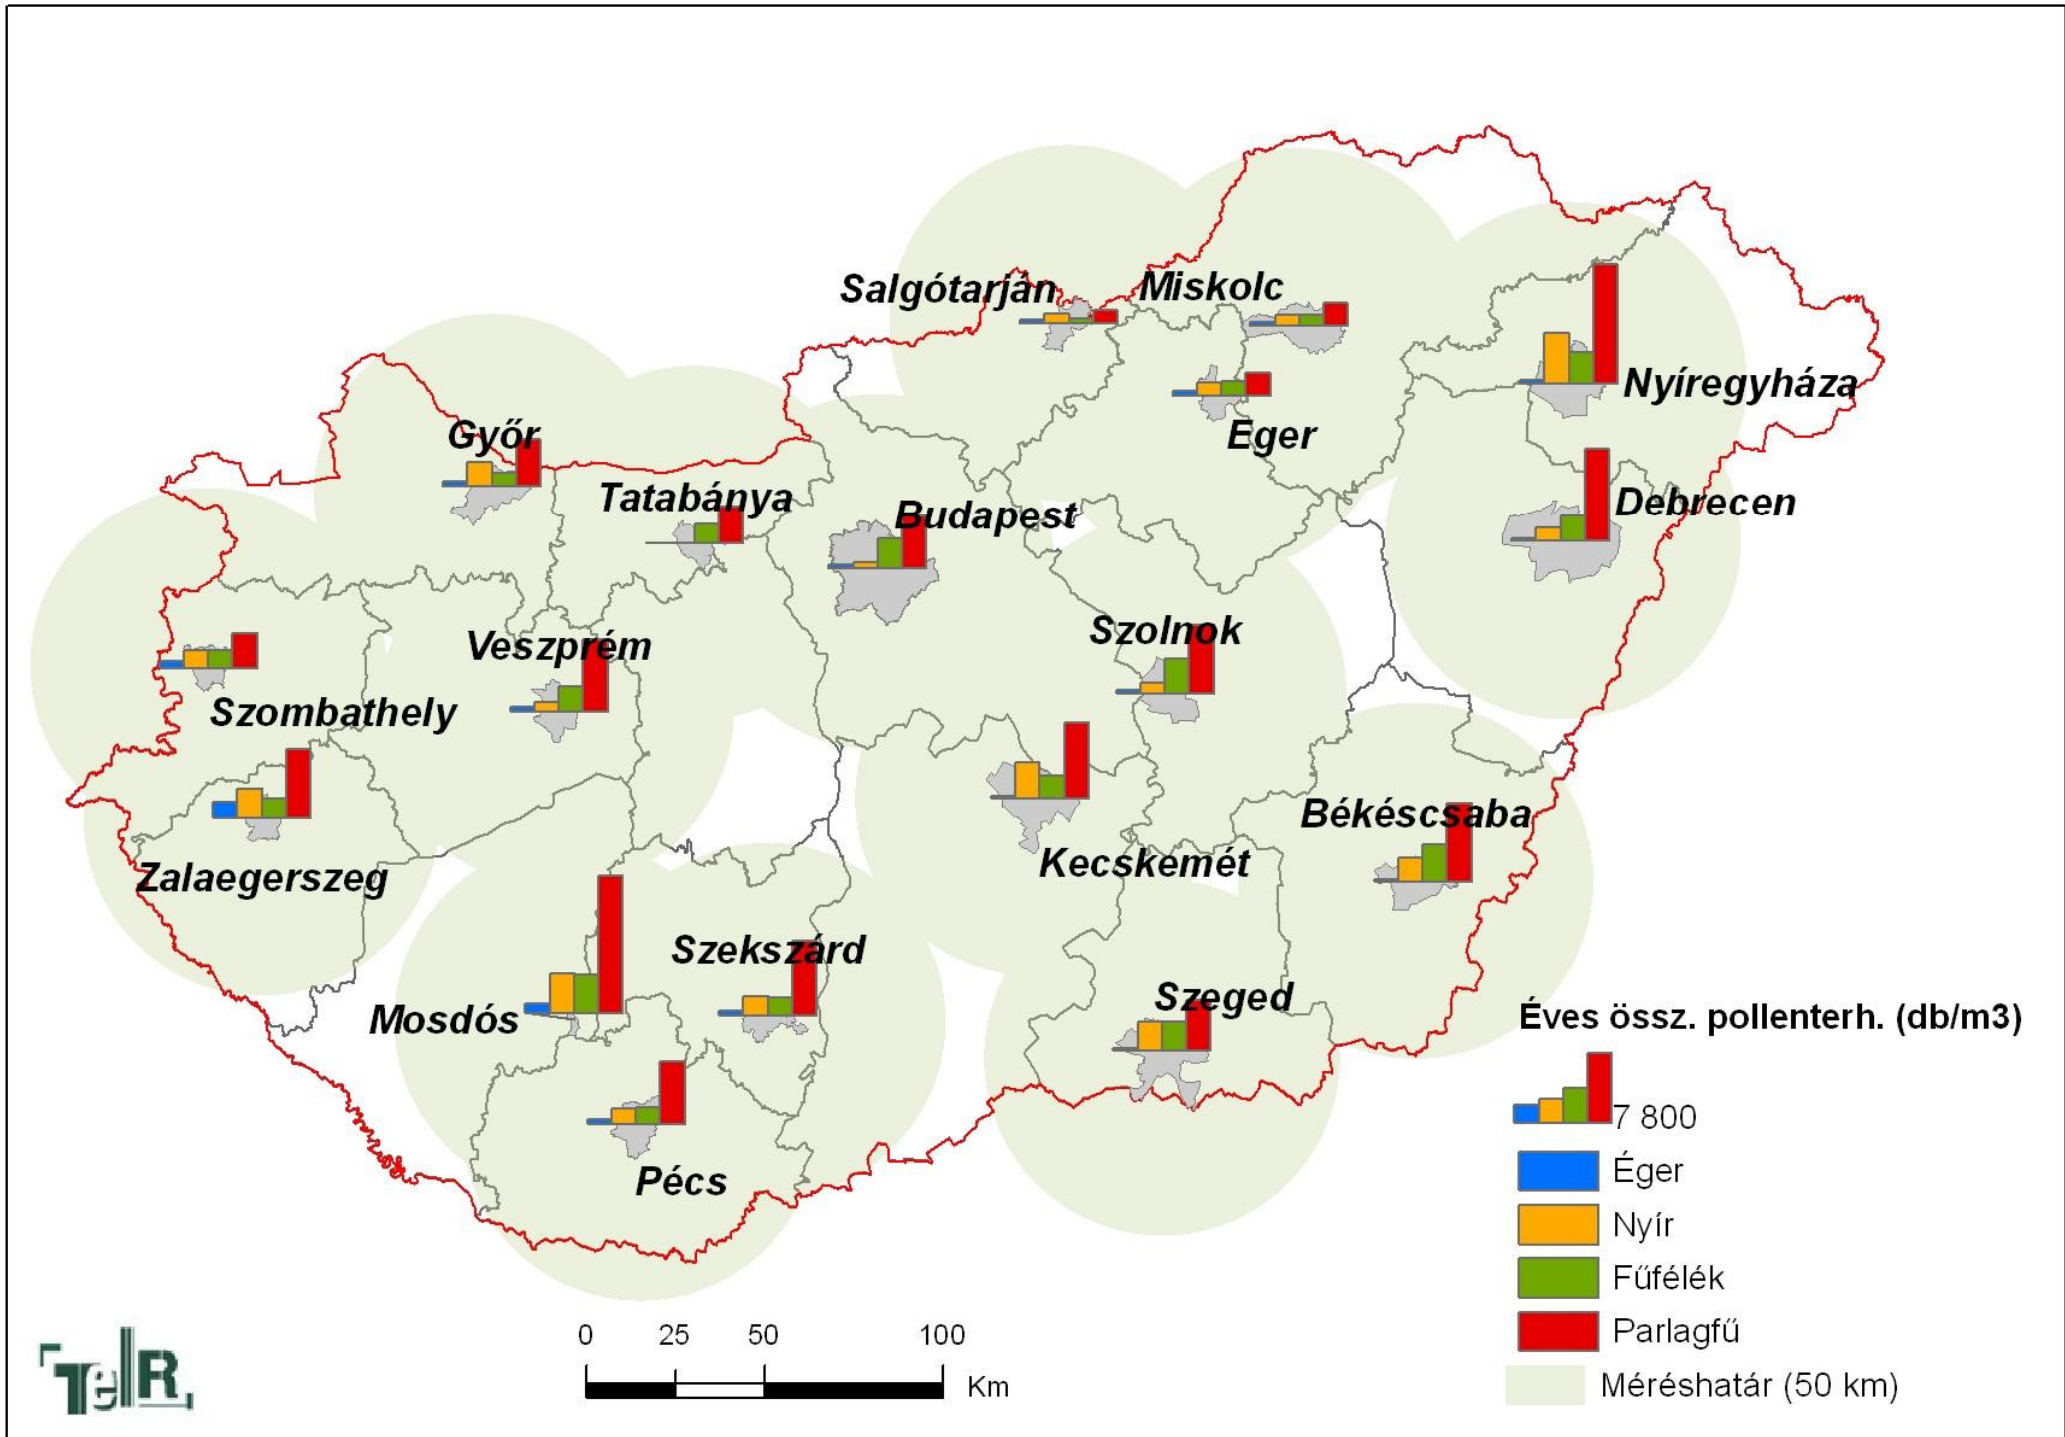 Salgótarján
Miskolc
Nyíregyháza
Győr
Eger
Tatabánya
Budapest
Debrecen
Veszprém
Szolnok
Szombathely
Békéscsaba
Kecskemét
Zalaegerszeg
Szekszárd
Mosdós
Szeged
Pécs
Éves össz. pollenterh. (db/m3)
7 800
Éger
Nyír
Fűfélék
Parlagfű
Méréshatár (50 km)
0 25 50 100
Km
TeIR